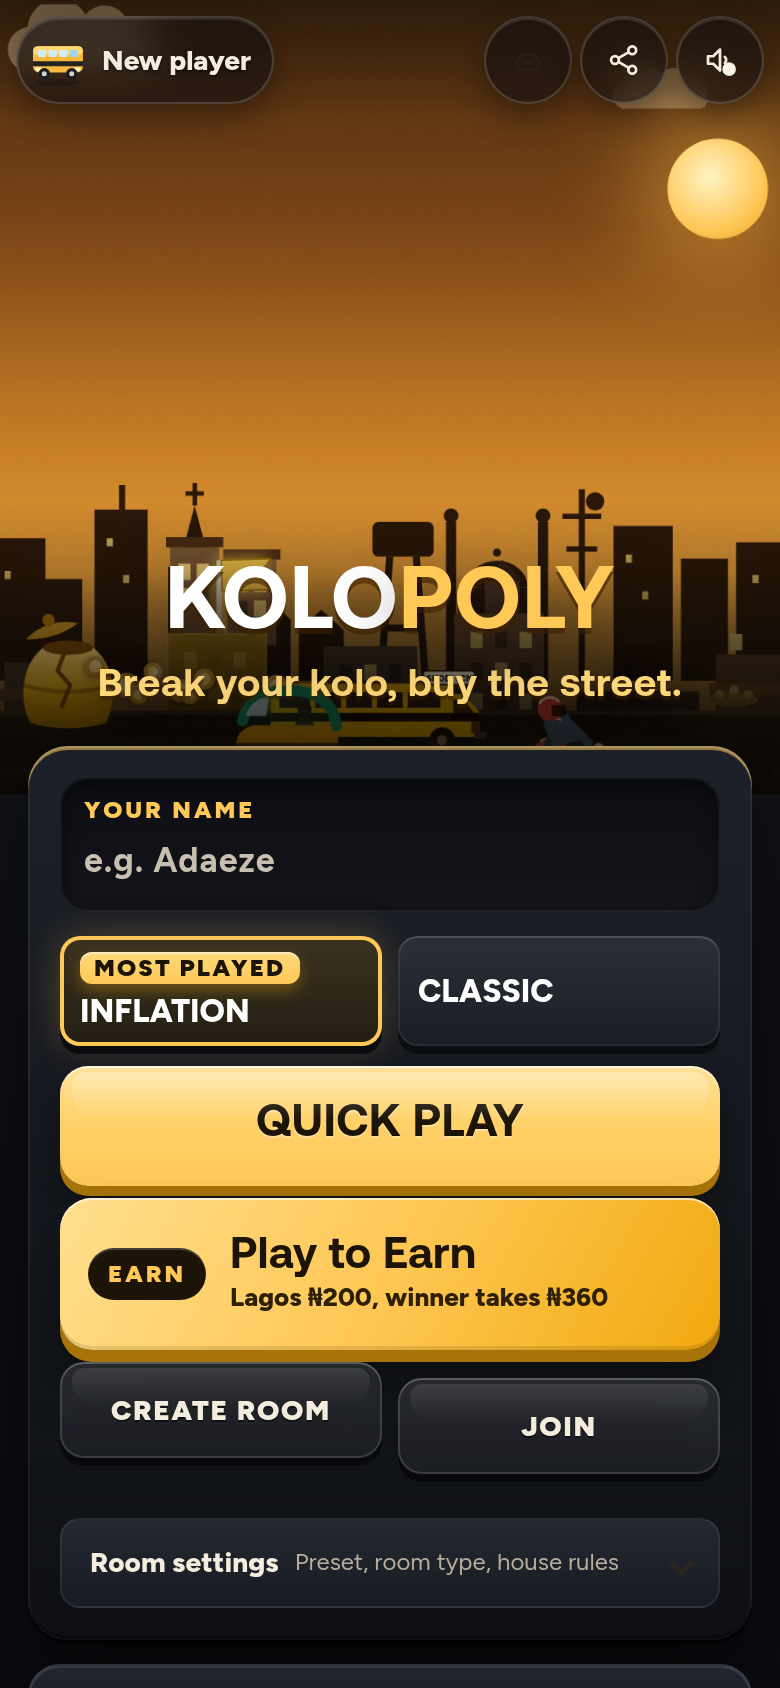 New player
KOLOPOLY
Break your kolo, buy the street.
YOUR NAME
e.g. Adaeze
MOST PLAYED
INFLATION
CLASSIC
QUICK PLAY
EARN
Play to Earn
Lagos ₦200, winner takes ₦360
CREATE ROOM
JOIN
Room settings Preset, room type, house rules